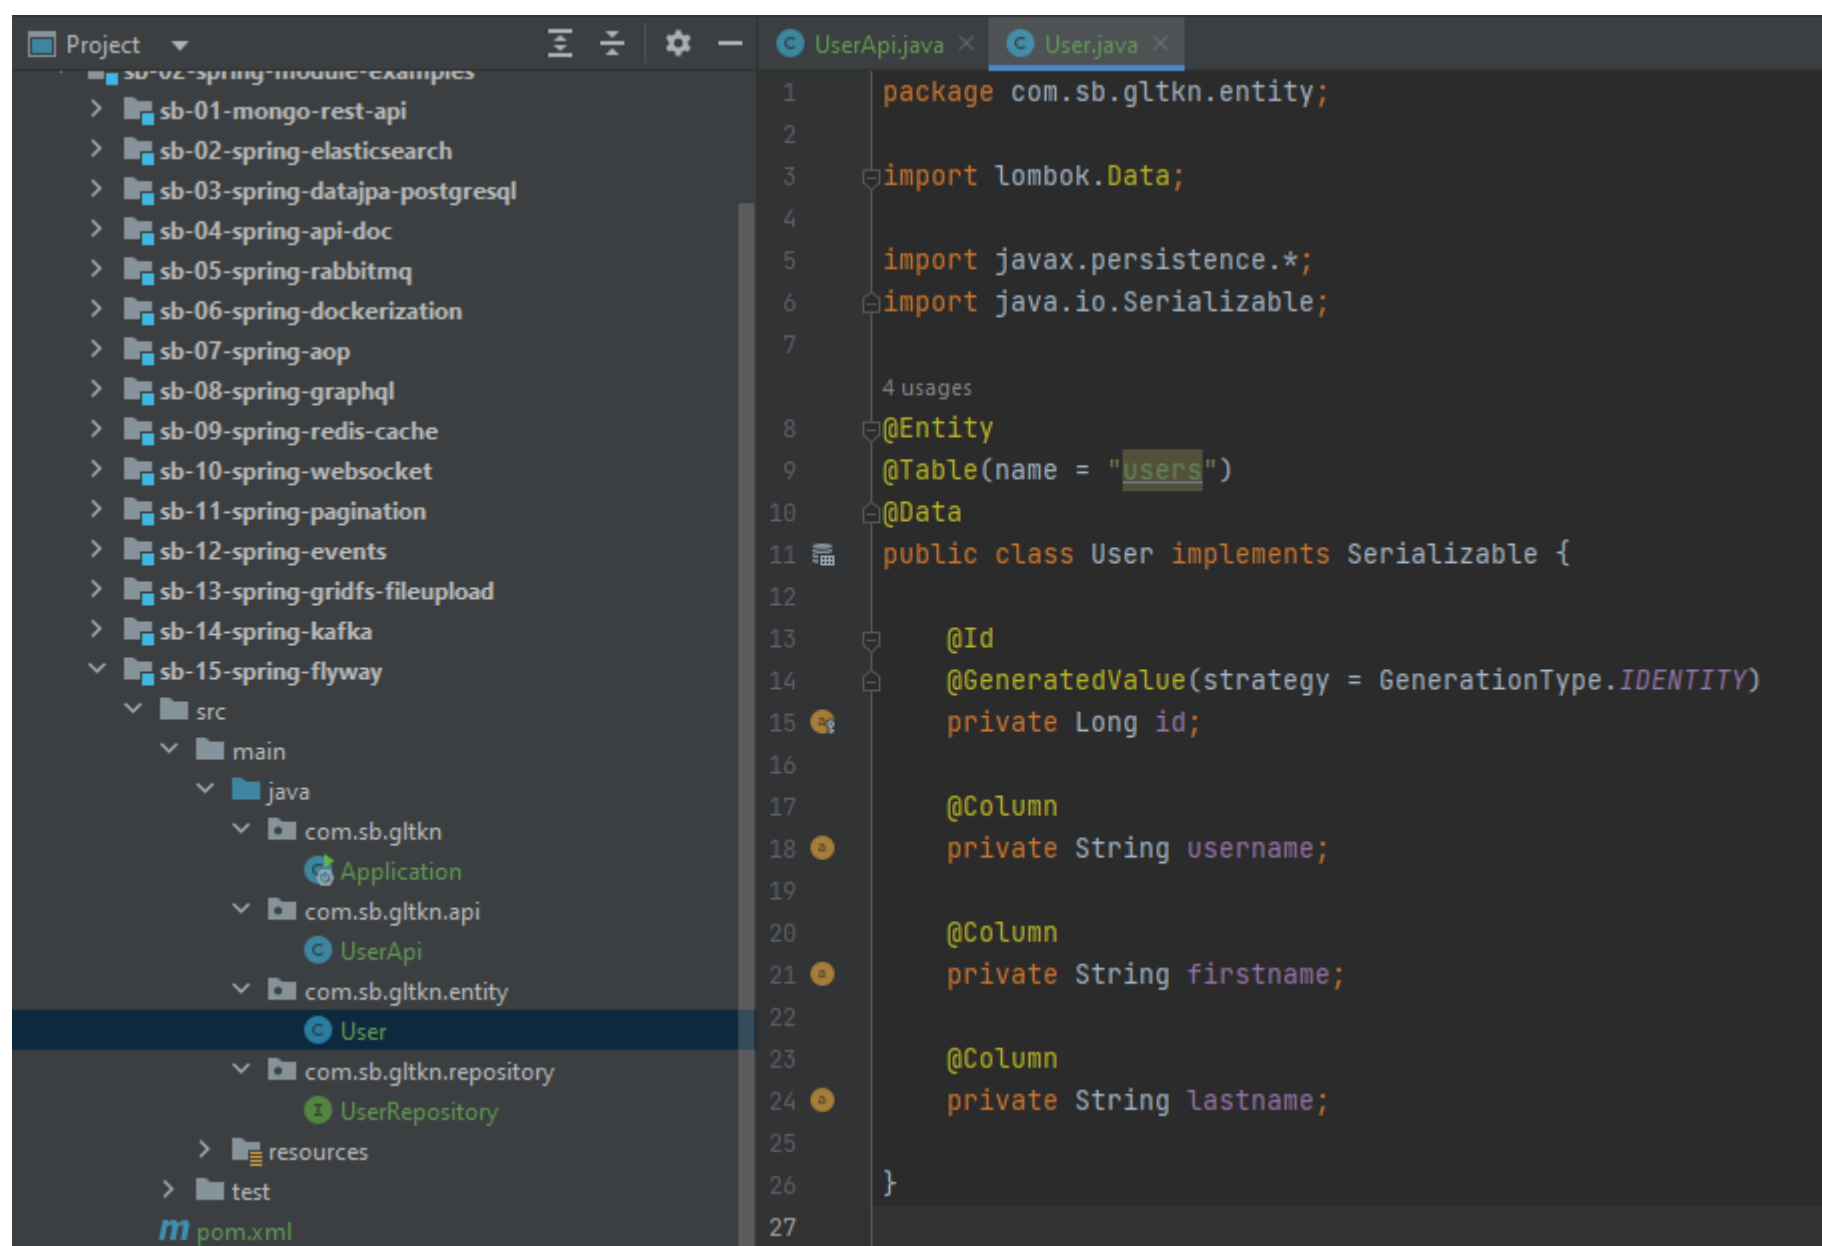 Project
sb-02-spring-module-examples
sb-01-mongo-rest-api
sb-02-spring-elasticsearch
sb-03-spring-datajpa-postgresql
sb-04-spring-api-doc
sb-05-spring-rabbitmq
sb-06-spring-dockerization
sb-07-spring-aop
sb-08-spring-graphql
sb-09-spring-redis-cache
sb-10-spring-websocket
sb-11-spring-pagination
sb-12-spring-events
sb-13-spring-gridfs-fileupload
sb-14-spring-kafka
sb-15-spring-flyway
src
main
java
com.sb.gltkn
Application
com.sb.gltkn.api
UserApi
com.sb.gltkn.entity
User
com.sb.gltkn.repository
UserRepository
resources
test
pom.xml
UserApi.java
User.java
1 package com.sb.gltkn.entity;
2
3 import lombok.Data;
4
5 import javax.persistence.*;
6 import java.io.Serializable;
7
4 usages
8 @Entity
9 @Table(name = "users")
10 @Data
11 public class User implements Serializable {
12
13 @Id
14 @GeneratedValue(strategy = GenerationType.IDENTITY)
15 private Long id;
16
17 @Column
18 private String username;
19
20 @Column
21 private String firstname;
22
23 @Column
24 private String lastname;
25
26 }
27